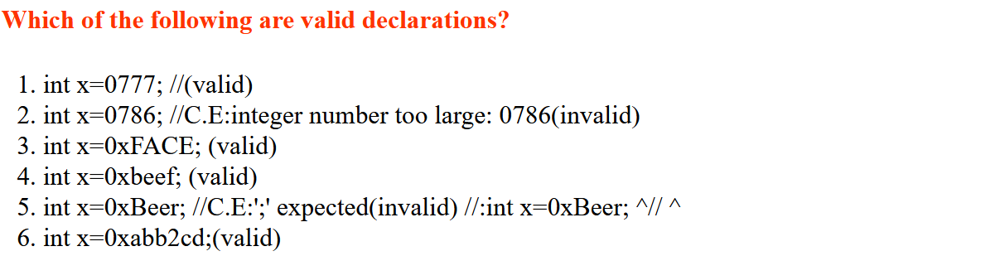 Which of the following are valid declarations?
1. int x=0777; //(valid)
2. int x=0786; //C.E:integer number too large: 0786(invalid)
3. int x=0xFACE; (valid)
4. int x=0xbeef; (valid)
5. int x=0xBeer; //C.E:';' expected(invalid) //:int x=0xBeer; ^// ^
6. int x=0xabb2cd;(valid)